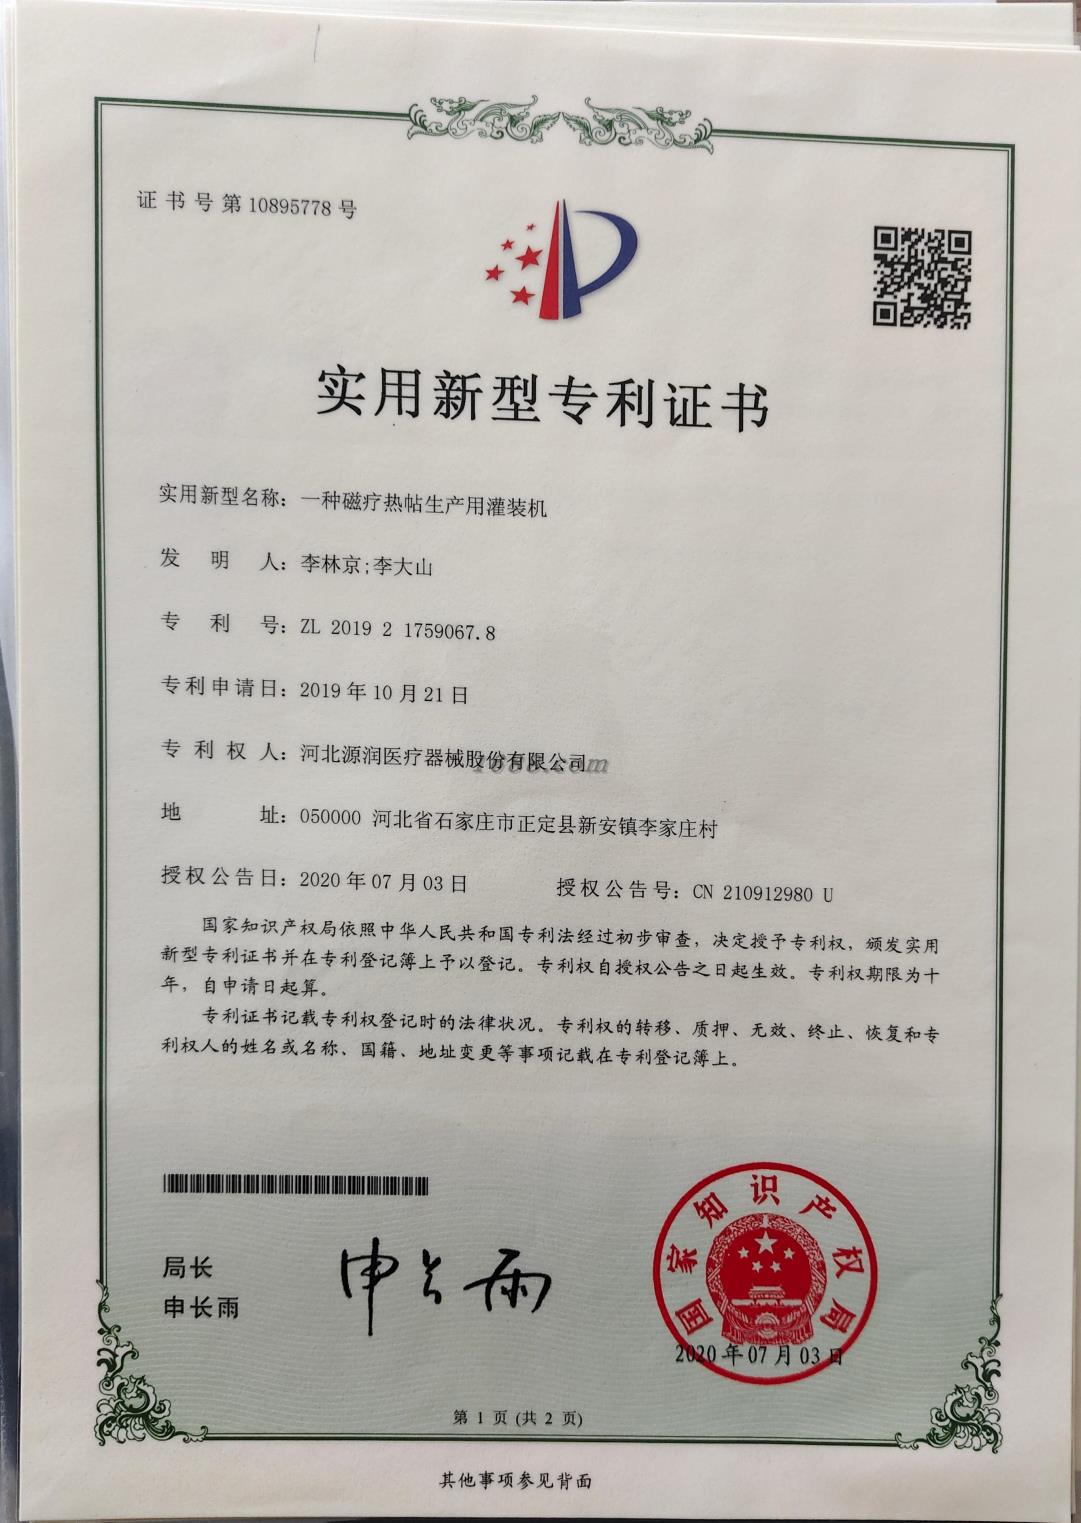 证书号第10895778号
实用新型专利证书
实用新型名称：一种磁疗热帖生产用灌装机
发明人：李林京;李大山
专利号：ZL 2019 2 1759067.8
专利申请日：2019年10月21日
专利权人：河北源润医疗器械股份有限公司
地址：050000 河北省石家庄市正定县新安镇李家庄村
授权公告日：2020年07月03日 授权公告号：CN 210912980 U
国家知识产权局依照中华人民共和国专利法经过初步审查，决定授予专利权，颁发实用
新型专利证书并在专利登记簿上予以登记。专利权自授权公告之日起生效。专利权期限为十
年，自申请日起算。
专利证书记载专利权登记时的法律状况。专利权的转移、质押、无效、终止、恢复和专
利权人的姓名或名称、国籍、地址变更等事项记载在专利登记簿上。
局长
申长雨
申长雨
国家知识产权局
2020年07月03日
第 1 页 (共 2 页)
其他事项参见背面